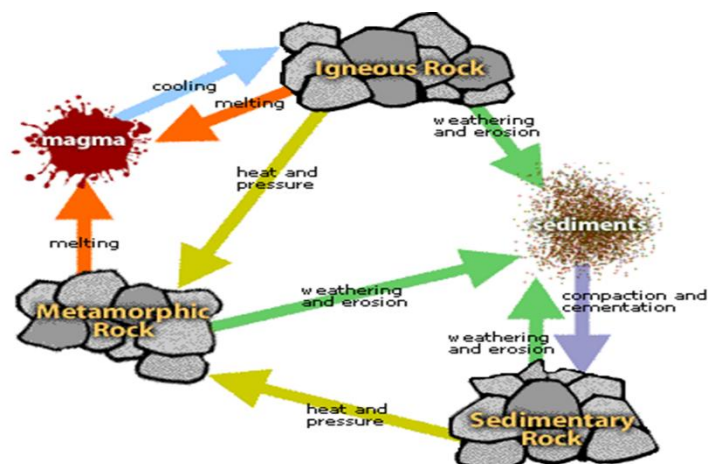 Igneous Rock
cooling
melting
magma
weathering
and erosion
heat and
pressure
sediments
melting
weathering
and erosion
compaction and
cementation
Metamorphic
Rock
weathering
and erosion
heat and
pressure
Sedimentary
Rock